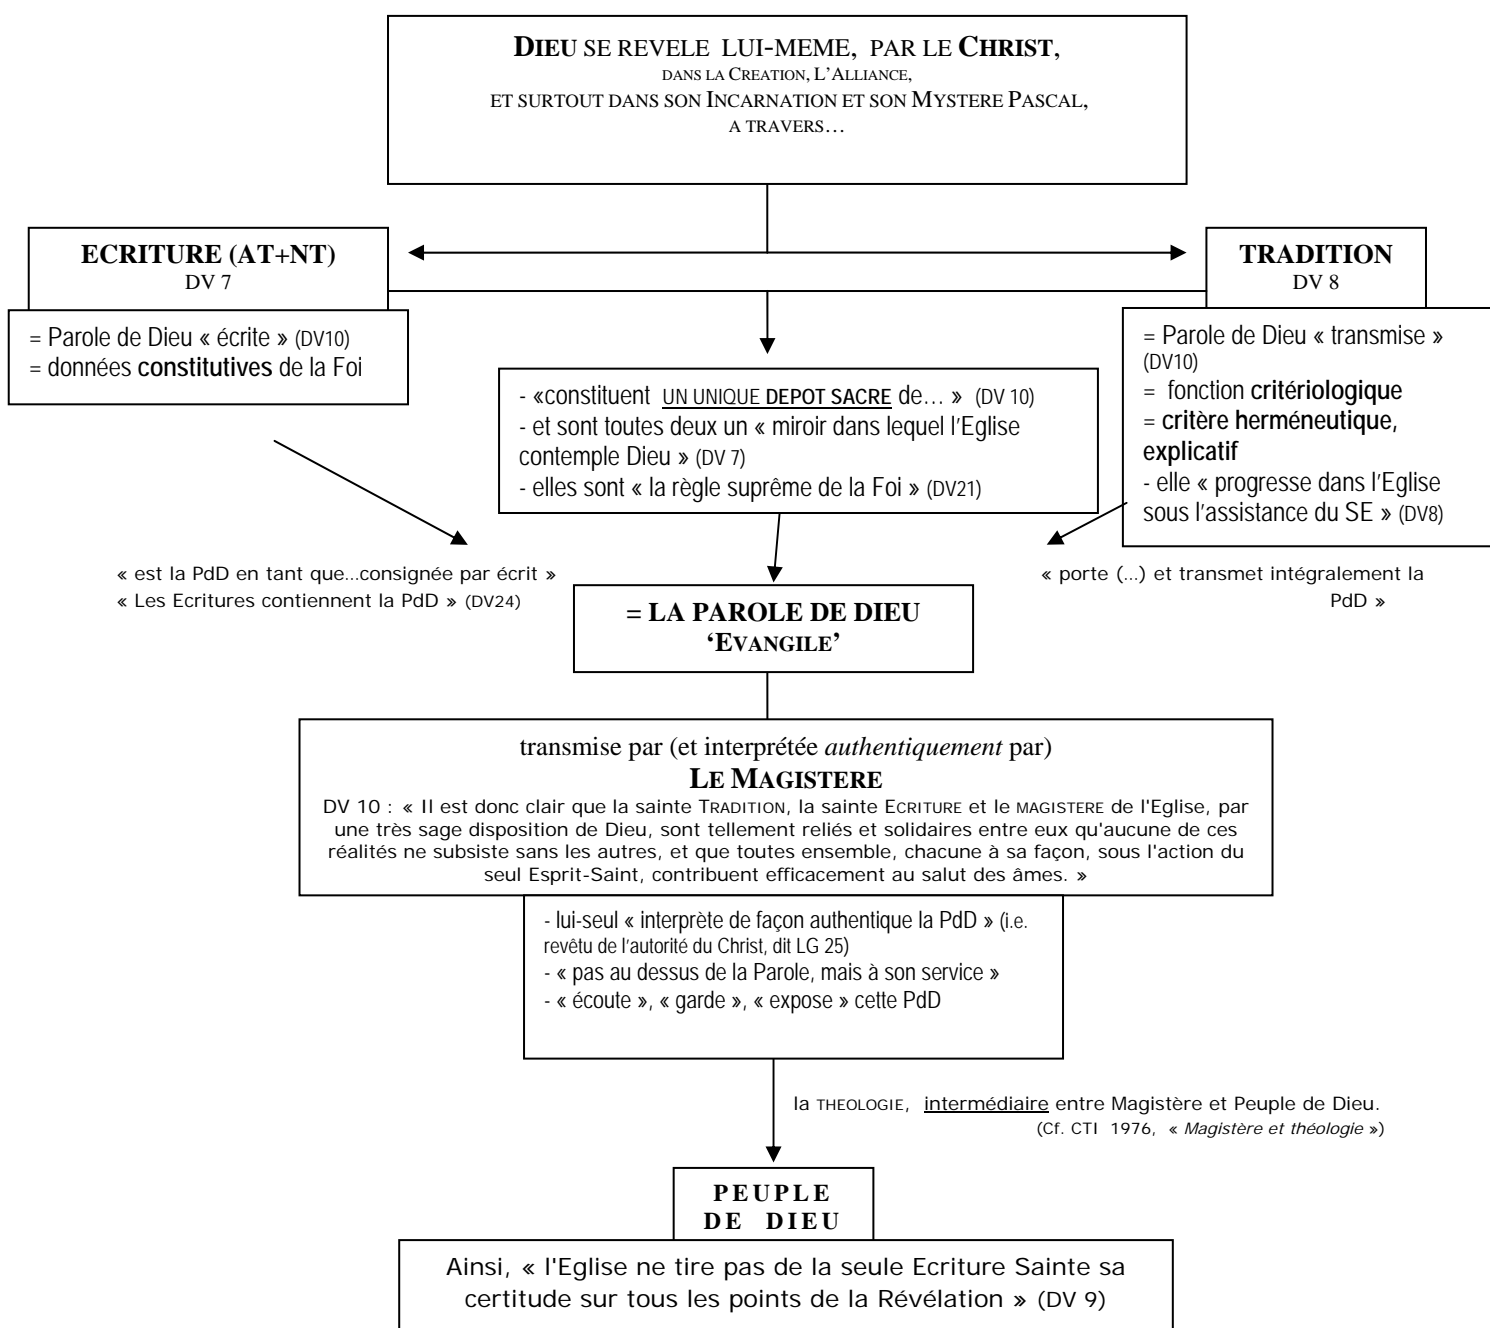 DIEU SE REVELE LUI-MEME, PAR LE CHRIST,
DANS LA CREATION, L'ALLIANCE,
ET SURTOUT DANS SON INCARNATION ET SON MYSTERE PASCAL,
A TRAVERS…
ECRITURE (AT+NT)
DV 7
= Parole de Dieu « écrite » (DV10)
= données constitutives de la Foi
TRADITION
DV 8
= Parole de Dieu « transmise »
(DV10)
= fonction critériologique
= critère herméneutique,
explicatif
- elle « progresse dans l'Eglise
sous l'assistance du SE » (DV8)
- «constituent UN UNIQUE DEPOT SACRE de… » (DV 10)
- et sont toutes deux un « miroir dans lequel l'Eglise
contemple Dieu » (DV 7)
- elles sont « la règle suprême de la Foi » (DV21)
« est la PdD en tant que...consignée par écrit »
« Les Ecritures contiennent la PdD » (DV24)
« porte (...) et transmet intégralement la
PdD »
= LA PAROLE DE DIEU
‘EVANGILE’
transmise par (et interprétée authentiquement par)
LE MAGISTERE
DV 10 : « Il est donc clair que la sainte TRADITION, la sainte ECRITURE et le MAGISTERE de l'Eglise, par
une très sage disposition de Dieu, sont tellement reliés et solidaires entre eux qu'aucune de ces
réalités ne subsiste sans les autres, et que toutes ensemble, chacune à sa façon, sous l'action du
seul Esprit-Saint, contribuent efficacement au salut des âmes. »
- lui-seul « interprète de façon authentique la PdD » (i.e.
revêtu de l'autorité du Christ, dit LG 25)
- « pas au dessus de la Parole, mais à son service »
- « écoute », « garde », « expose » cette PdD
la THEOLOGIE, intermédiaire entre Magistère et Peuple de Dieu.
(Cf. CTI 1976, « Magistère et théologie »)
PEUPLE
DE DIEU
Ainsi, « l'Eglise ne tire pas de la seule Ecriture Sainte sa
certitude sur tous les points de la Révélation » (DV 9)